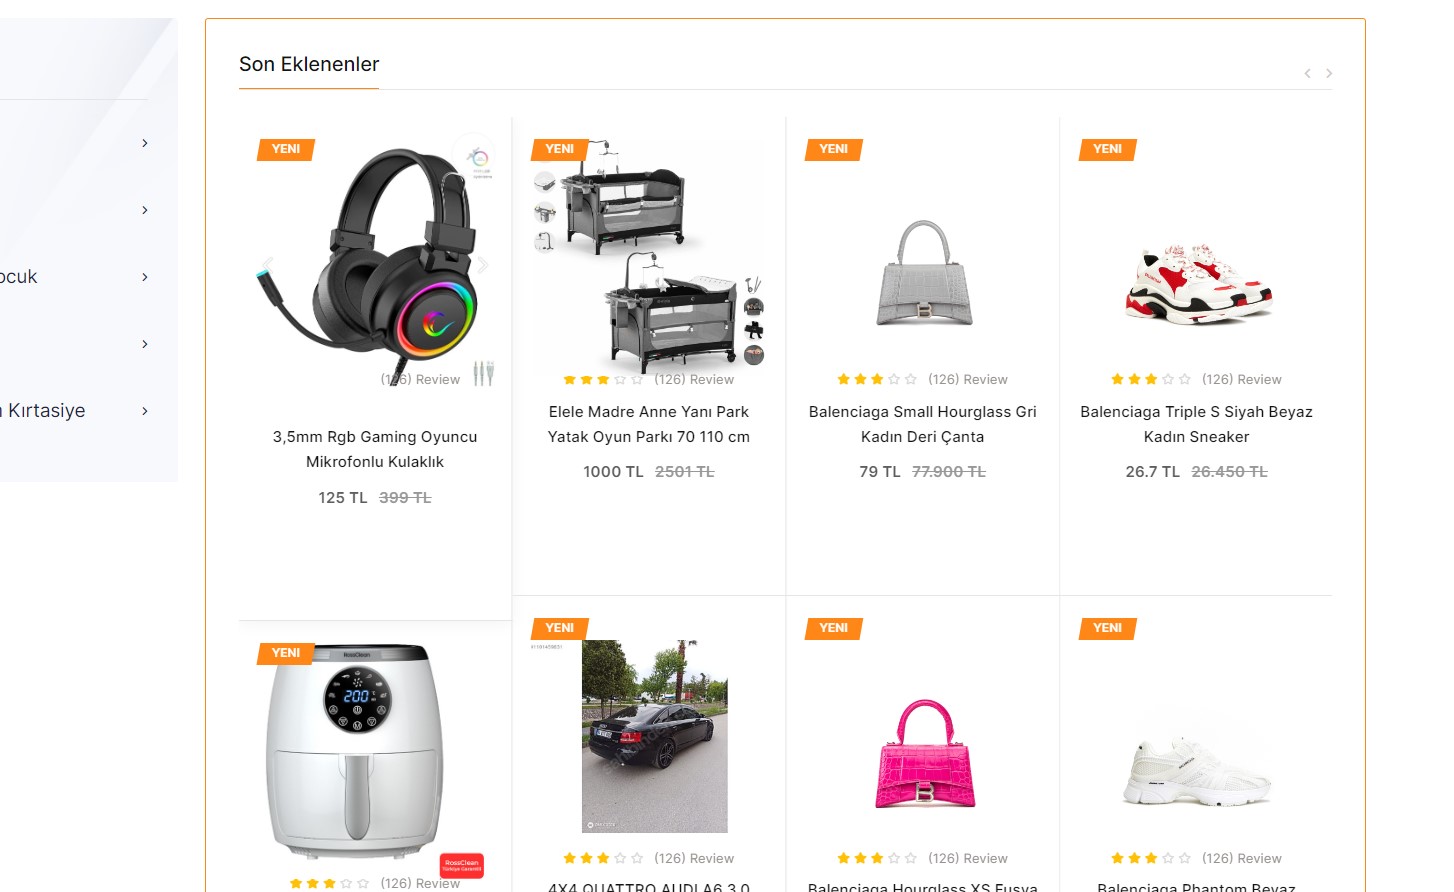 Son Eklenenler
ocuk
Kırtasiye
YENI
(126) Review
3,5mm Rgb Gaming Oyuncu
Mikrofonlu Kulaklık
125 TL 399 TL
YENI
(126) Review
Elele Madre Anne Yanı Park
Yatak Oyun Parkı 70 110 cm
1000 TL 2501 TL
YENI
B
(126) Review
Balenciaga Small Hourglass Gri
Kadın Deri Çanta
79 TL 77.900 TL
YENI
(126) Review
Balenciaga Triple S Siyah Beyaz
Kadın Sneaker
26.7 TL 26.450 TL
YENI
RossClean
200
RossClean
Türkiye Garantili
(126) Review
YENI
(126) Review
4X4 QUATTRO AUDI A6 3.0
YENI
B
(126) Review
Balenciaga Hourglass XS Fuşya
YENI
(126) Review
Balenciaga Phantom Beyaz